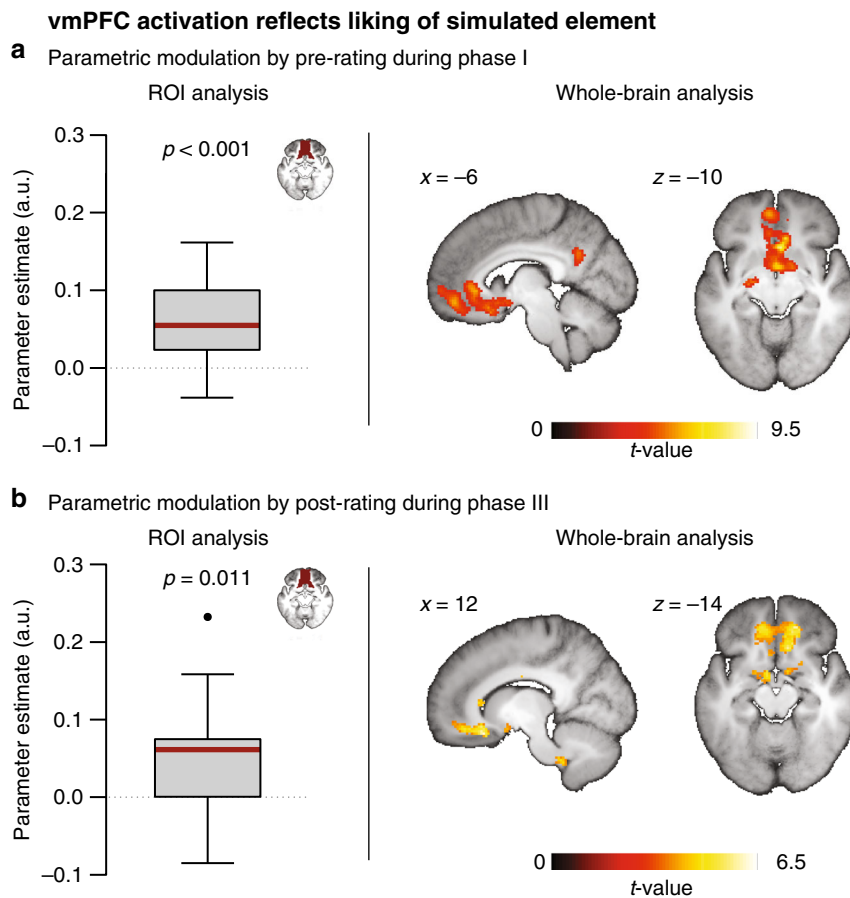 vmPFC activation reflects liking of simulated element
a Parametric modulation by pre-rating during phase I
ROI analysis
Whole-brain analysis
Parameter estimate (a.u.)
0.3
0.2
0.1
0.0
–0.1
p < 0.001
x = –6
z = –10
0
9.5
t-value
b Parametric modulation by post-rating during phase III
ROI analysis
Whole-brain analysis
Parameter estimate (a.u.)
0.3
0.2
0.1
0.0
–0.1
p = 0.011
x = 12
z = –14
0
6.5
t-value